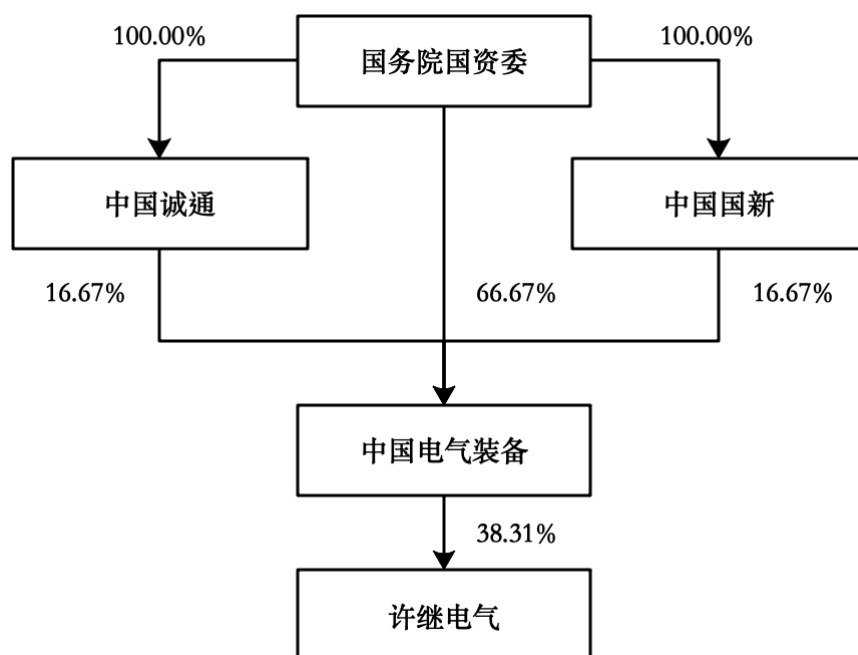 100.00%
国务院国资委
100.00%
中国诚通
中国国新
16.67%
66.67%
16.67%
中国电气装备
38.31%
许继电气